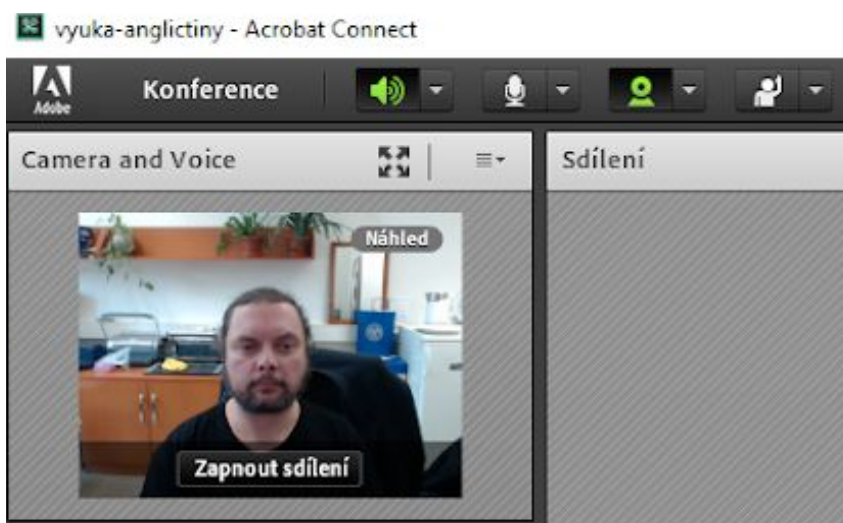 vyuka-anglictiny - Acrobat Connect
Adobe
Konference
Camera and Voice
Sdílení
Náhled
Zapnout sdílení